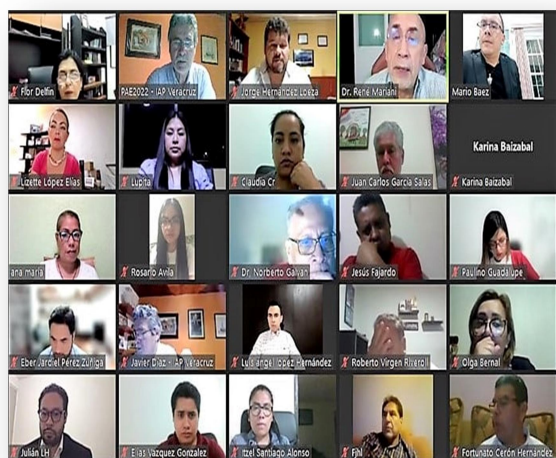 Flor Delfin
PAE2022 - IAP Veracruz
Jorge Hernández Loeza
Dr. René Mariani
Mario Baez
Lizette López Elías
Lupita
Claudia Cr
Juan Carlos García Salas
Karina Baizabal
Karina Baizabal
ana maria
Rosario Avila
Dr. Norberto Galván
Jesús Fajardo
Paulino Guadalupe
Eber Jardiel Pérez Zúñiga
Javier Díaz - IAP Veracruz
Luis angel lopez Hernández
Roberto Virgen Riveroll
Olga Bernal
Julián LH
Elías Vazquez Gonzalez
Itzel Santiago Alonso
Fjhl
Fortunato Cerón Hernández